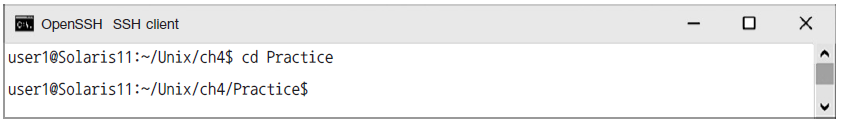 OpenSSH SSH client
user1@Solaris11:~/Unix/ch4$ cd Practice
user1@Solaris11:~/Unix/ch4/Practice$